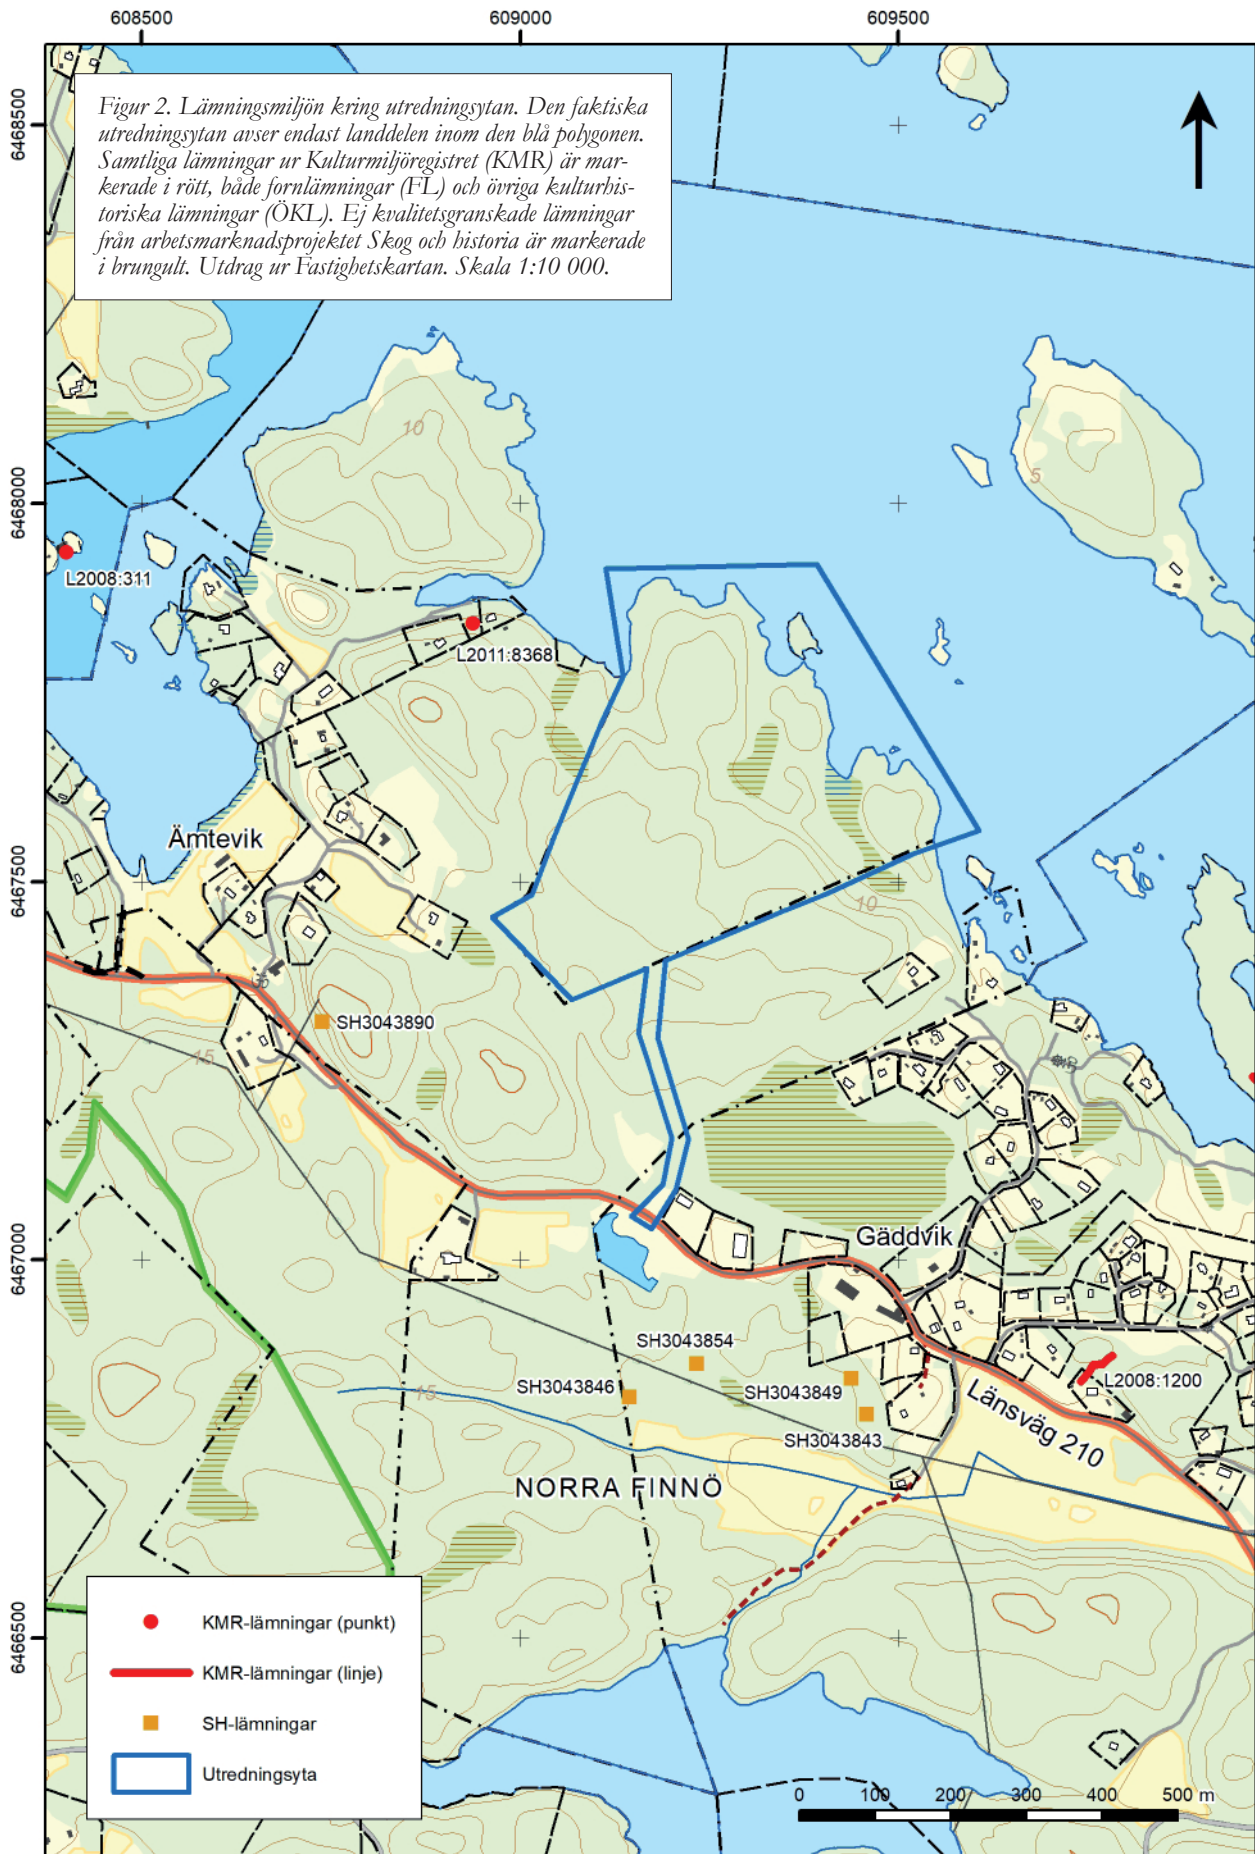 608500
609000
609500
6468500
6468000
6467500
6467000
6466500
Figur 2. Lämningsmiljön kring utredningsytan. Den faktiska
utredningsytan avser endast landdelen inom den blå polygonen.
Samtliga lämningar ur Kulturmiljöregistret (KMR) är mar-
kerade i rött, både fornlämningar (FL) och övriga kulturhis-
toriska lämningar (ÖKL). Ej kvalitetsgranskade lämningar
från arbetsmarknadsprojektet Skog och historia är markerade
i brungult. Utdrag ur Fastighetskartan. Skala 1:10 000.
10
5
L2008:311
L2011:8368
Ämtevik
10
SH3043890
15
Gäddvik
SH3043854
SH3043846
SH3043849
L2008:1200
15
SH3043843
Länsväg 210
NORRA FINNÖ
KMR-lämningar (punkt)
KMR-lämningar (linje)
SH-lämningar
Utredningsyta
0 100 200 300 400 500 m